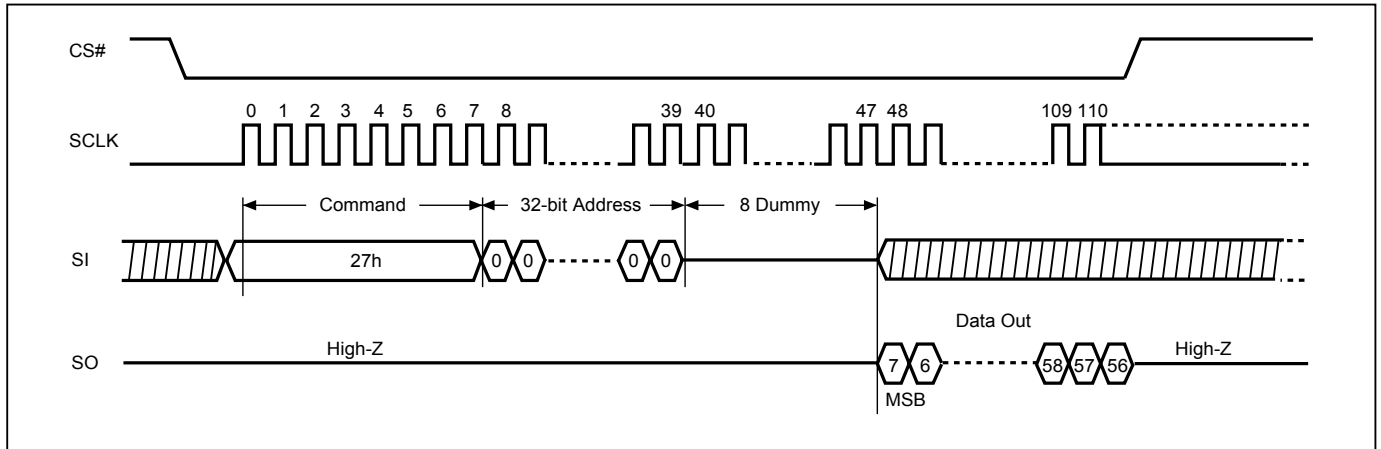 CS#
0 1 2 3 4 5 6 7 8 39 40 47 48 109 110
SCLK
Command 32-bit Address 8 Dummy
SI 27h 0 0 0 0
Data Out
High-Z High-Z
SO 7 6 58 57 56
MSB